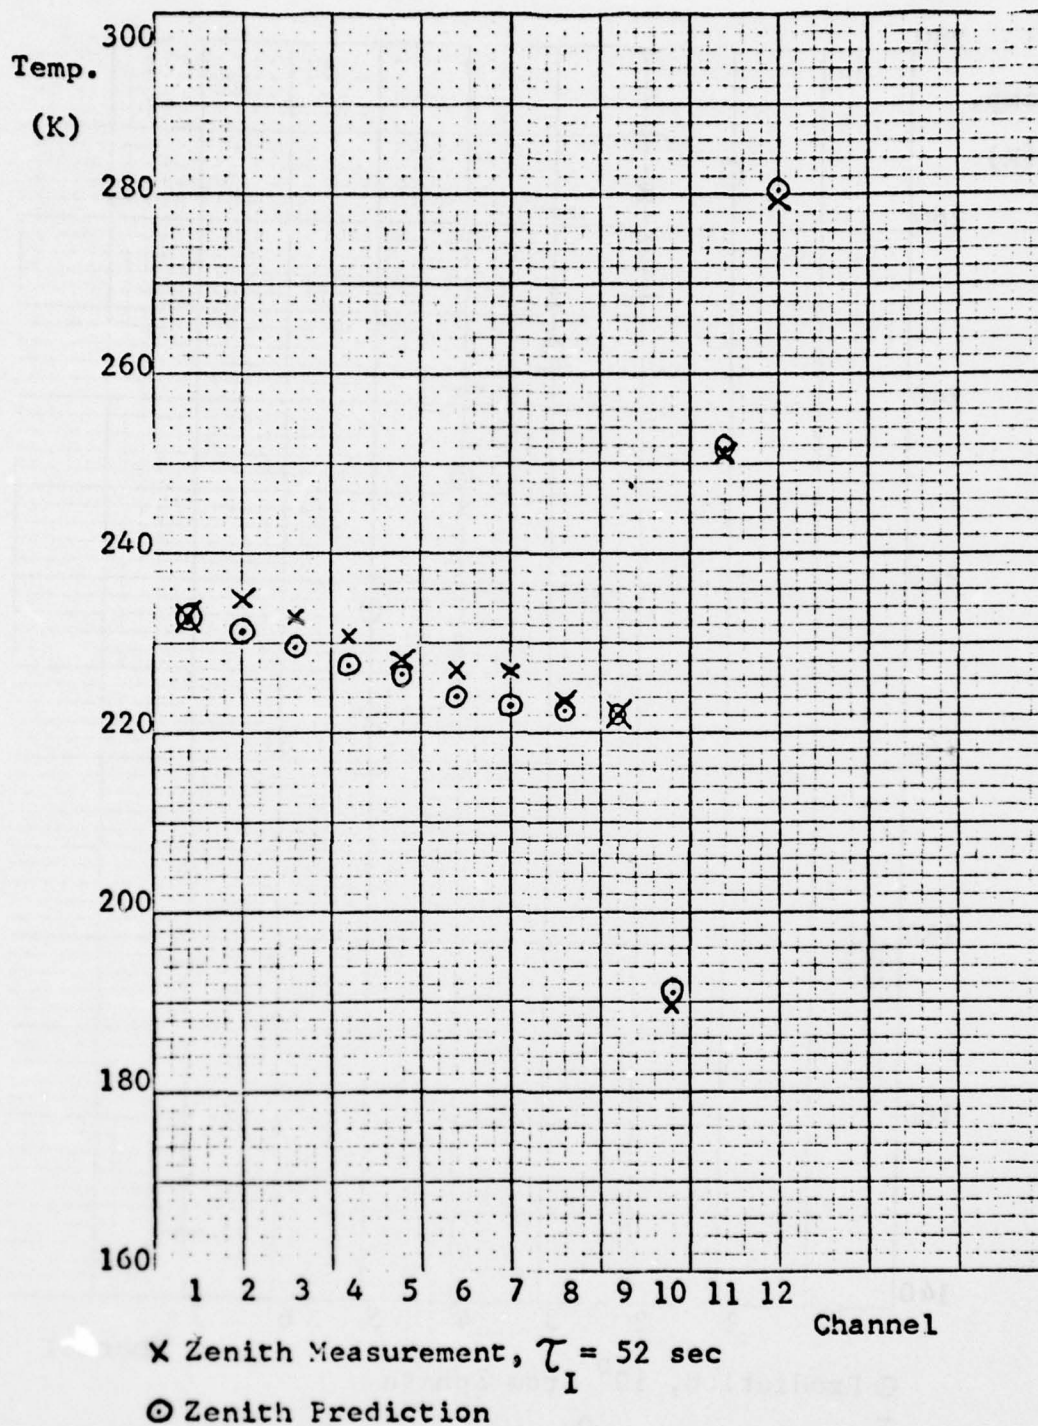 300
Temp.
(K)
280
260
240
220
200
180
160
1 2 3 4 5 6 7 8 9 10 11 12
Channel
× Zenith Measurement, τ_I = 52 sec
⊙ Zenith Prediction